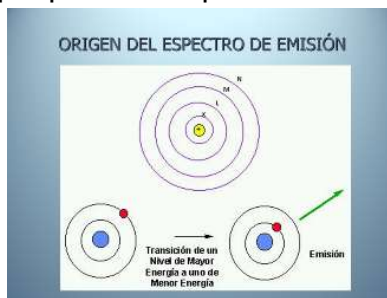 ORIGEN DEL ESPECTRO DE EMISIÓN
N
M
L
K
+
Transición de un
Nivel de Mayor
Energía a uno de
Menor Energía
Emisión